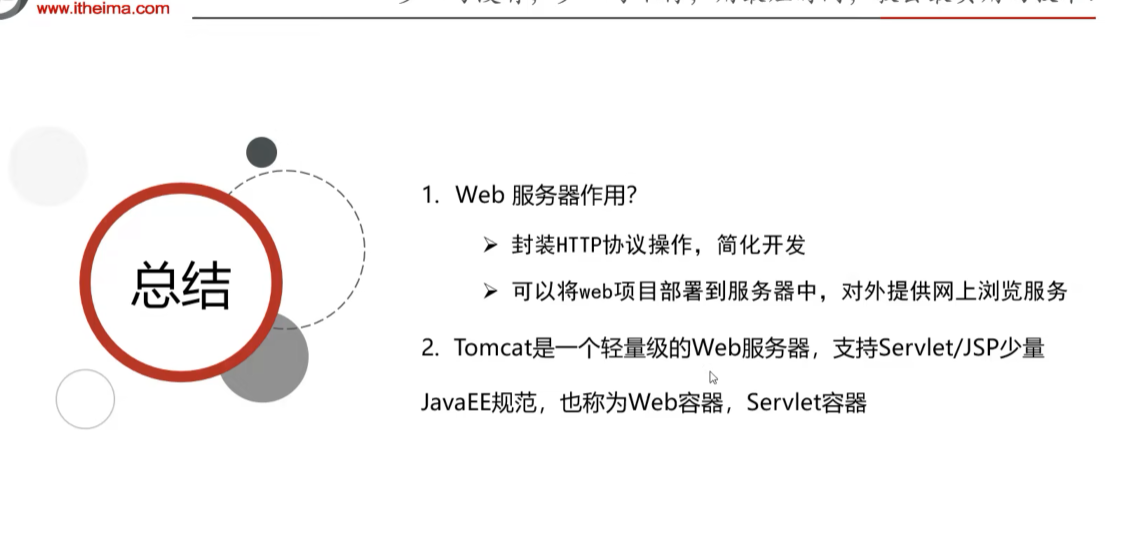 www.itheima.com
总结
1. Web 服务器作用？
➢ 封装HTTP协议操作，简化开发
➢ 可以将web项目部署到服务器中，对外提供网上浏览服务
2. Tomcat是一个轻量级的Web服务器，支持Servlet/JSP少量
JavaEE规范，也称为Web容器，Servlet容器